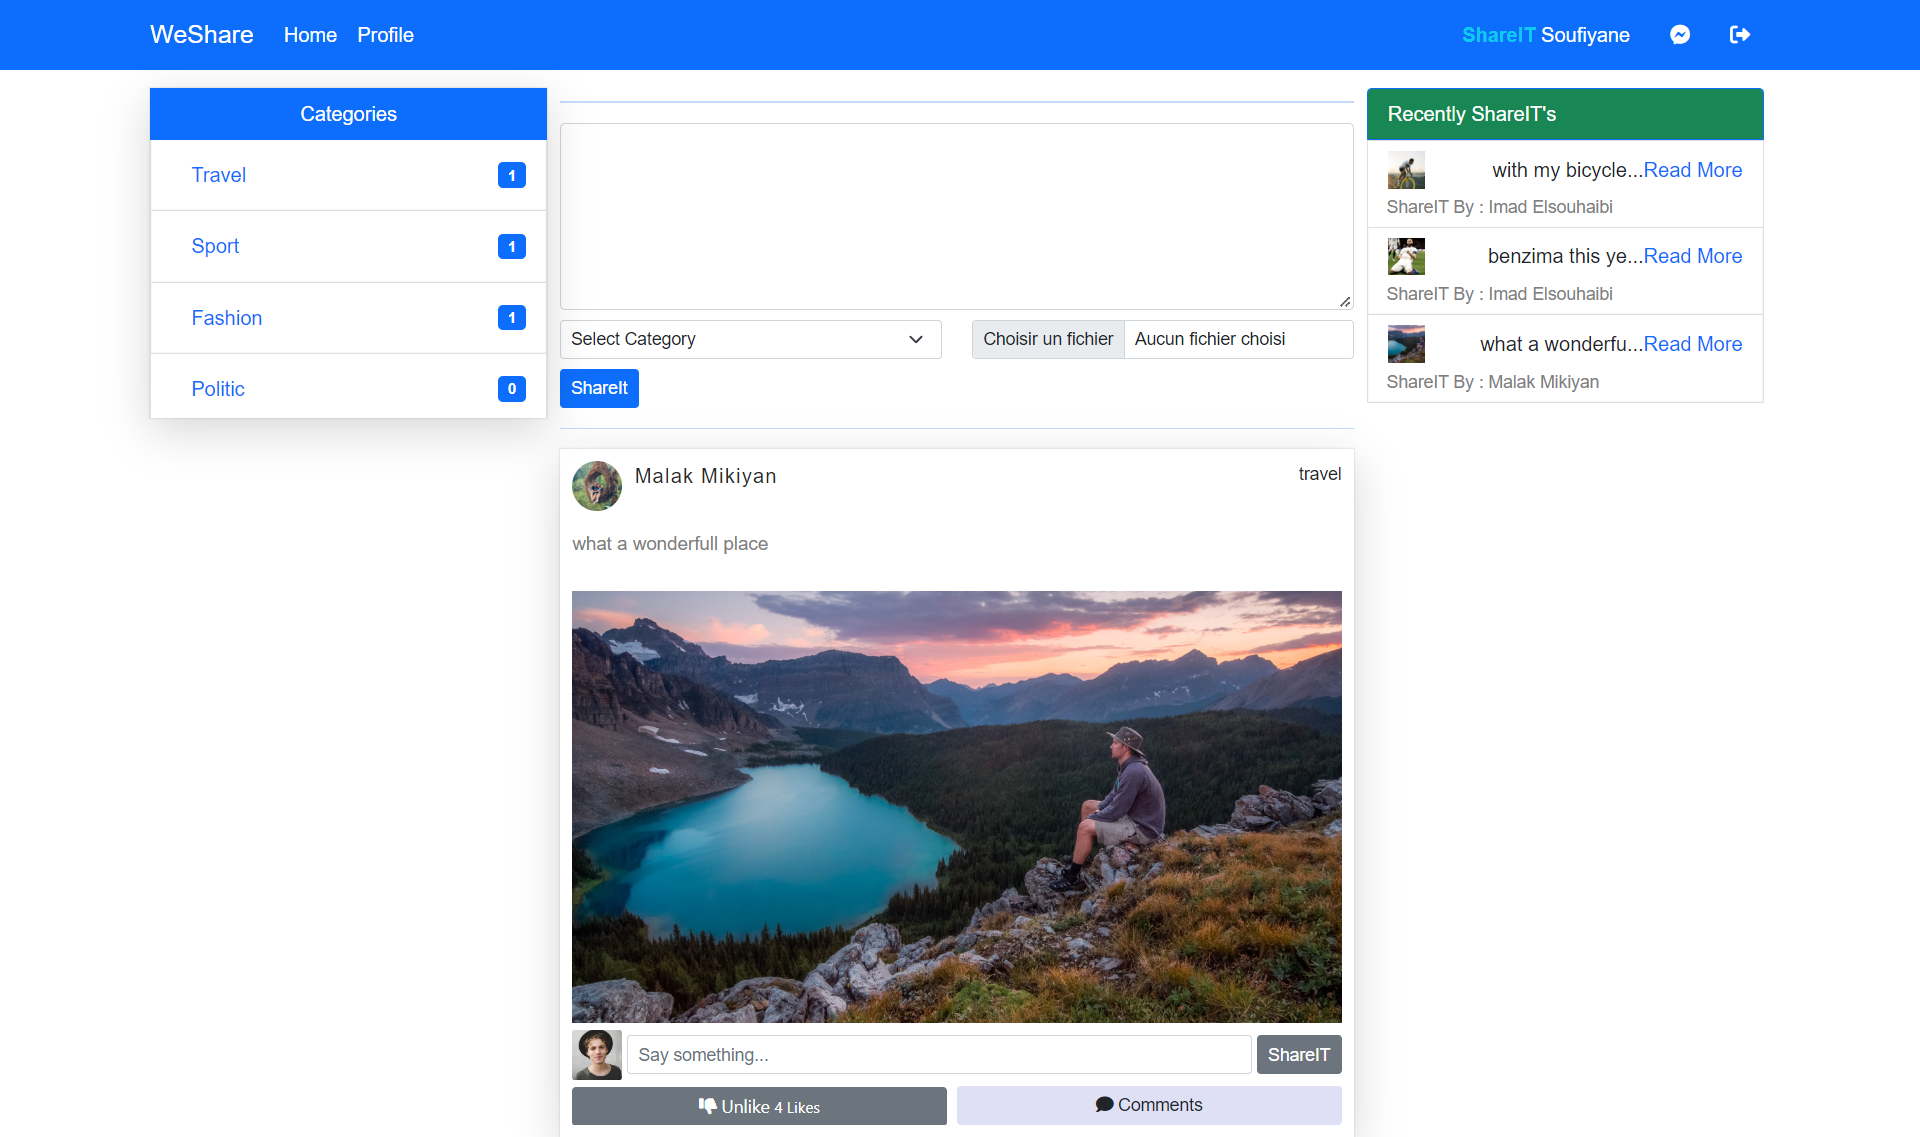 WeShare Home Profile ShareIT Soufiyane
Categories
Travel 1
Sport 1
Fashion 1
Politic 0
Select Category
Choisir un fichier Aucun fichier choisi
ShareIt
Malak Mikiyan travel
what a wonderfull place
Say something... ShareIT
Unlike 4 Likes Comments
Recently ShareIT's
with my bicycle...Read More
ShareIT By : Imad Elsouhaibi
benzima this ye...Read More
ShareIT By : Imad Elsouhaibi
what a wonderfu...Read More
ShareIT By : Malak Mikiyan